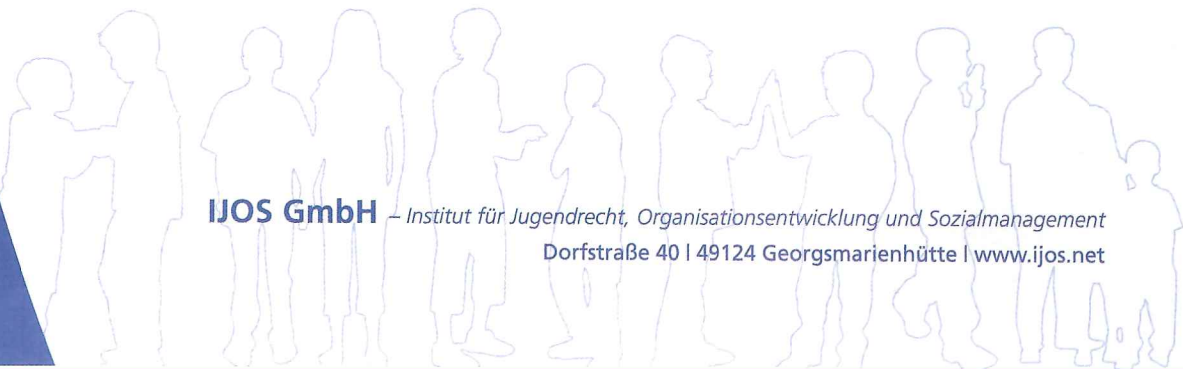 IJOS GmbH – Institut für Jugendrecht, Organisationsentwicklung und Sozialmanagement
Dorfstraße 40 | 49124 Georgsmarienhütte | www.ijos.net